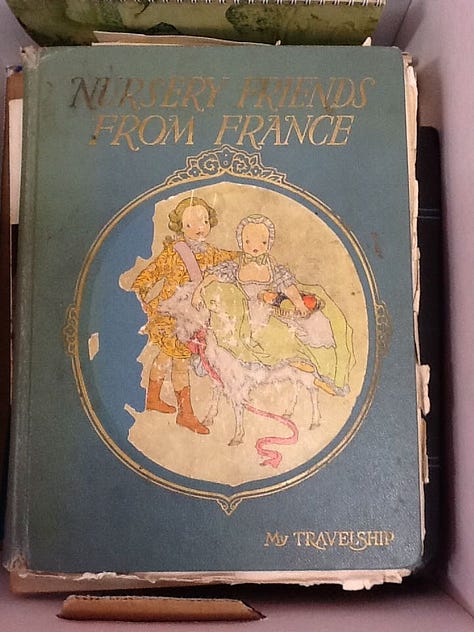 NURSERY FRIENDS
FROM FRANCE
My TRAVELSHIP